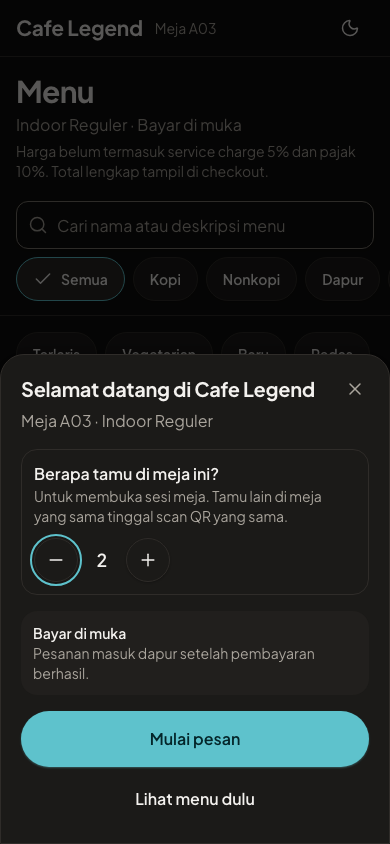 Cafe Legend Meja A03
Menu
Indoor Reguler · Bayar di muka
Harga belum termasuk service charge 5% dan pajak
10%. Total lengkap tampil di checkout.
Cari nama atau deskripsi menu
Semua Kopi Nonkopi Dapur
Terlaris Vegetarian Baru Pedas
Selamat datang di Cafe Legend
Meja A03 · Indoor Reguler
Berapa tamu di meja ini?
Untuk membuka sesi meja. Tamu lain di meja
yang sama tinggal scan QR yang sama.
2
Bayar di muka
Pesanan masuk dapur setelah pembayaran
berhasil.
Mulai pesan
Lihat menu dulu